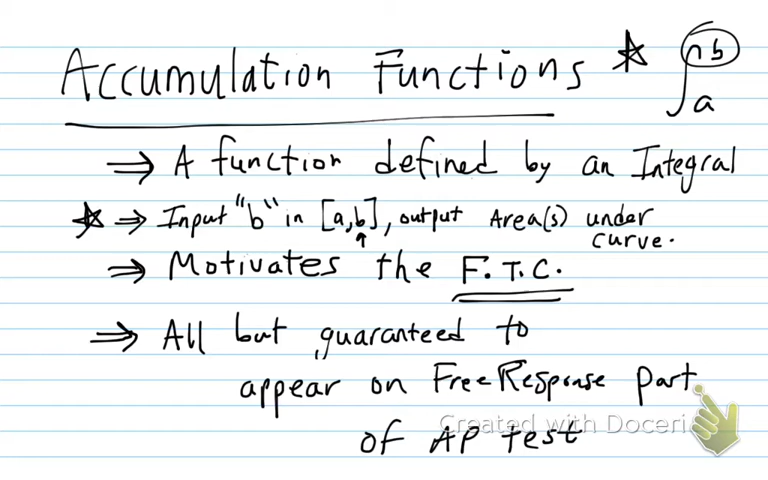 Accumulation Functions ☆ ∫ b a
⇒ A function defined by an Integral
☆ ⇒ Input "b" in [a,b], output Area(s) under
curve.
⇒ Motivates the F.T.C.
⇒ All but guaranteed to
appear on Free Response part
of AP test
Created with Doceri